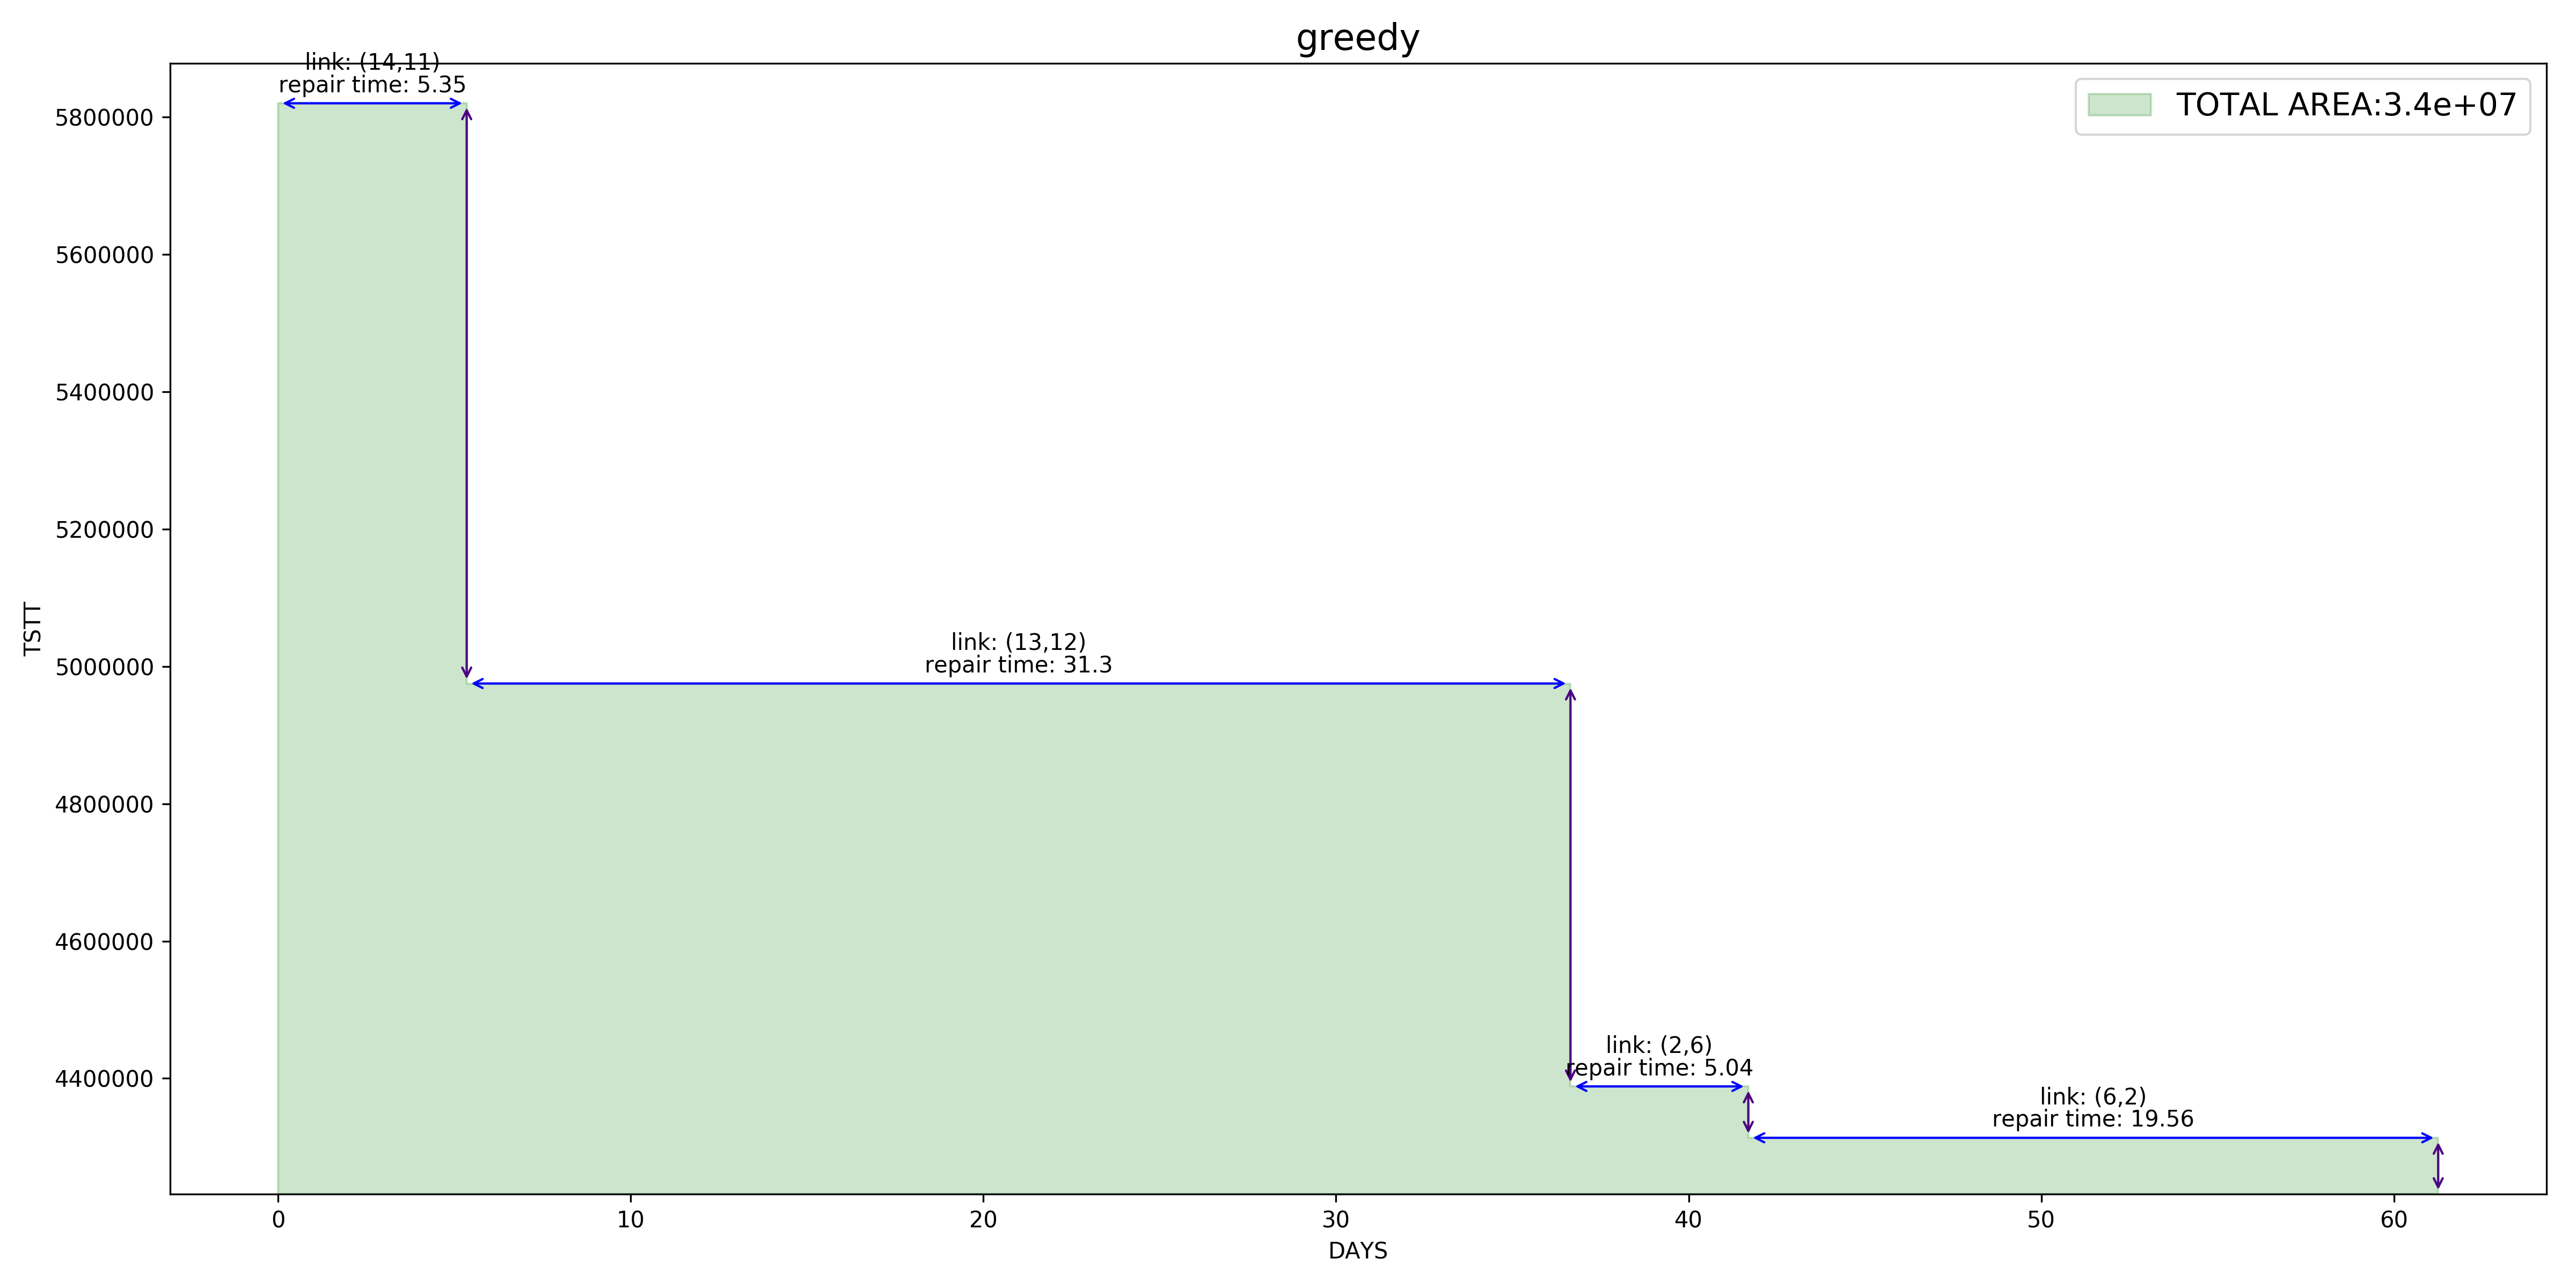 greedy
link: (14,11)
repair time: 5.35
TOTAL AREA:3.4e+07
5800000
5600000
5400000
5200000
5000000
4800000
4600000
4400000
TSTT
link: (13,12)
repair time: 31.3
link: (2,6)
repair time: 5.04
link: (6,2)
repair time: 19.56
0 10 20 30 40 50 60
DAYS